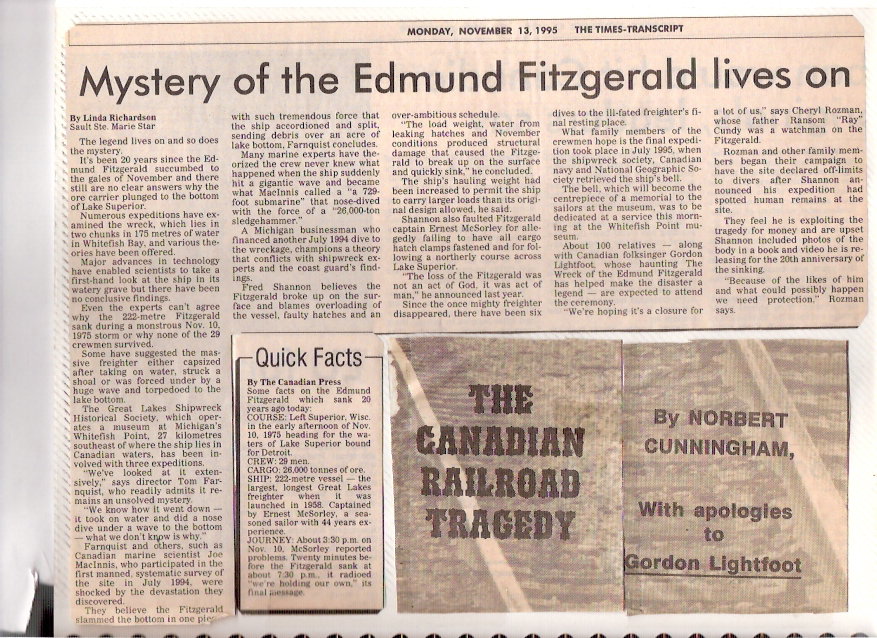 MONDAY, NOVEMBER 13, 1995 THE TIMES-TRANSCRIPT
Mystery of the Edmund Fitzgerald lives on
By Linda Richardson
Sault Ste. Marie Star
The legend lives on and so does
the mystery.
It's been 20 years since the Ed-
mund Fitzgerald succumbed to
the gales of November and there
still are no clear answers why the
ore carrier plunged to the bottom
of Lake Superior.
Numerous expeditions have ex-
amined the wreck, which lies in
two chunks in 175 metres of water
in Whitefish Bay, and various the-
ories have been offered.
Major advances in technology
have enabled scientists to take a
first-hand look at the ship in its
watery grave but there have been
no conclusive findings.
Even the experts can't agree
why the 222-metre Fitzgerald
sank during a monstrous Nov. 10,
1975 storm or why none of the 29
crewmen survived.
Some have suggested the mas-
sive freighter either capsized
after taking on water, struck a
shoal or was forced under by a
huge wave and torpedoed to the
lake bottom.
The Great Lakes Shipwreck
Historical Society, which oper-
ates a museum at Michigan's
Whitefish Point, 27 kilometres
southeast of where the ship lies in
Canadian waters, has been in-
volved with three expeditions.
"We've looked at it exten-
sively," says director Tom Far-
nquist, who readily admits it re-
mains an unsolved mystery.
"We know how it went down —
it took on water and did a nose
dive under a wave to the bottom
— what we don't know is why."
Farnquist and others, such as
Canadian marine scientist Joe
MacInnis, who participated in the
first manned, systematic survey of
the site in July 1994, were
shocked by the devastation they
discovered.
They believe the Fitzgerald
slammed the bottom in one piec
with such tremendous force that
the ship accordioned and split,
sending debris over an acre of
lake bottom, Farnquist concludes.
Many marine experts have the-
orized the crew never knew what
happened when the ship suddenly
hit a gigantic wave and became
what MacInnis called a "a 729-
foot submarine" that nose-dived
with the force of a "26,000-ton
sledgehammer."
A Michigan businessman who
financed another July 1994 dive to
the wreckage, champions a theory
that conflicts with shipwreck ex-
perts and the coast guard's find-
ings.
Fred Shannon believes the
Fitzgerald broke up on the sur-
face and blames overloading of
the vessel, faulty hatches and an
over-ambitious schedule.
"The load weight, water from
leaking hatches and November
conditions produced structural
damage that caused the Fitzge-
rald to break up on the surface
and quickly sink," he concluded.
The ship's hauling weight had
been increased to permit the ship
to carry larger loads than its origi-
nal design allowed, he said.
Shannon also faulted Fitzgerald
captain Ernest McSorley for alle-
gedly failing to have all cargo
hatch clamps fastened and for fol-
lowing a northerly course across
Lake Superior.
"The loss of the Fitzgerald was
not an act of God, it was act of
man," he announced last year.
Since the once mighty freighter
disappeared, there have been six
dives to the ill-fated freighter's fi-
nal resting place.
What family members of the
crewmen hope is the final expedi-
tion took place in July 1995, when
the shipwreck society, Canadian
navy and National Geographic So-
ciety retrieved the ship's bell.
The bell, which will become the
centrepiece of a memorial to the
sailors at the museum, was to be
dedicated at a service this morn-
ing at the Whitefish Point mu-
seum.
About 100 relatives — along
with Canadian folksinger Gordon
Lightfoot, whose haunting The
Wreck of the Edmund Fitzgerald
has helped make the disaster a
legend — are expected to attend
the ceremony.
"We're hoping it's a closure for
a lot of us," says Cheryl Rozman,
whose father Ransom "Ray"
Cundy was a watchman on the
Fitzgerald.
Rozman and other family mem-
bers began their campaign to
have the site declared off-limits
to divers after Shannon an-
nounced his expedition had
spotted human remains at the
site.
They feel he is exploiting the
tragedy for money and are upset
Shannon included photos of the
body in a book and video he is re-
leasing for the 20th anniversary of
the sinking.
"Because of the likes of him
and what could possibly happen
we need protection." Rozman
says.
Quick Facts
By The Canadian Press
Some facts on the Edmund
Fitzgerald which sank 20
years ago today:
COURSE: Left Superior, Wisc.
in the early afternoon of Nov.
10, 1975 heading for the wa-
ters of Lake Superior bound
for Detroit.
CREW: 29 men.
CARGO: 26,000 tonnes of ore.
SHIP: 222-metre vessel — the
largest, longest Great Lakes
freighter when it was
launched in 1958. Captained
by Ernest McSorley, a sea-
soned sailor with 44 years ex-
perience.
JOURNEY: About 3:30 p.m. on
Nov. 10, McSorley reported
problems. Twenty minutes be-
fore the Fitzgerald sank at
about 7:30 p.m., it radioed
"we're holding our own," its
final message.
THE
CANADIAN
RAILROAD
TRAGEDY
By NORBERT
CUNNINGHAM,
With apologies
to
Gordon Lightfoot